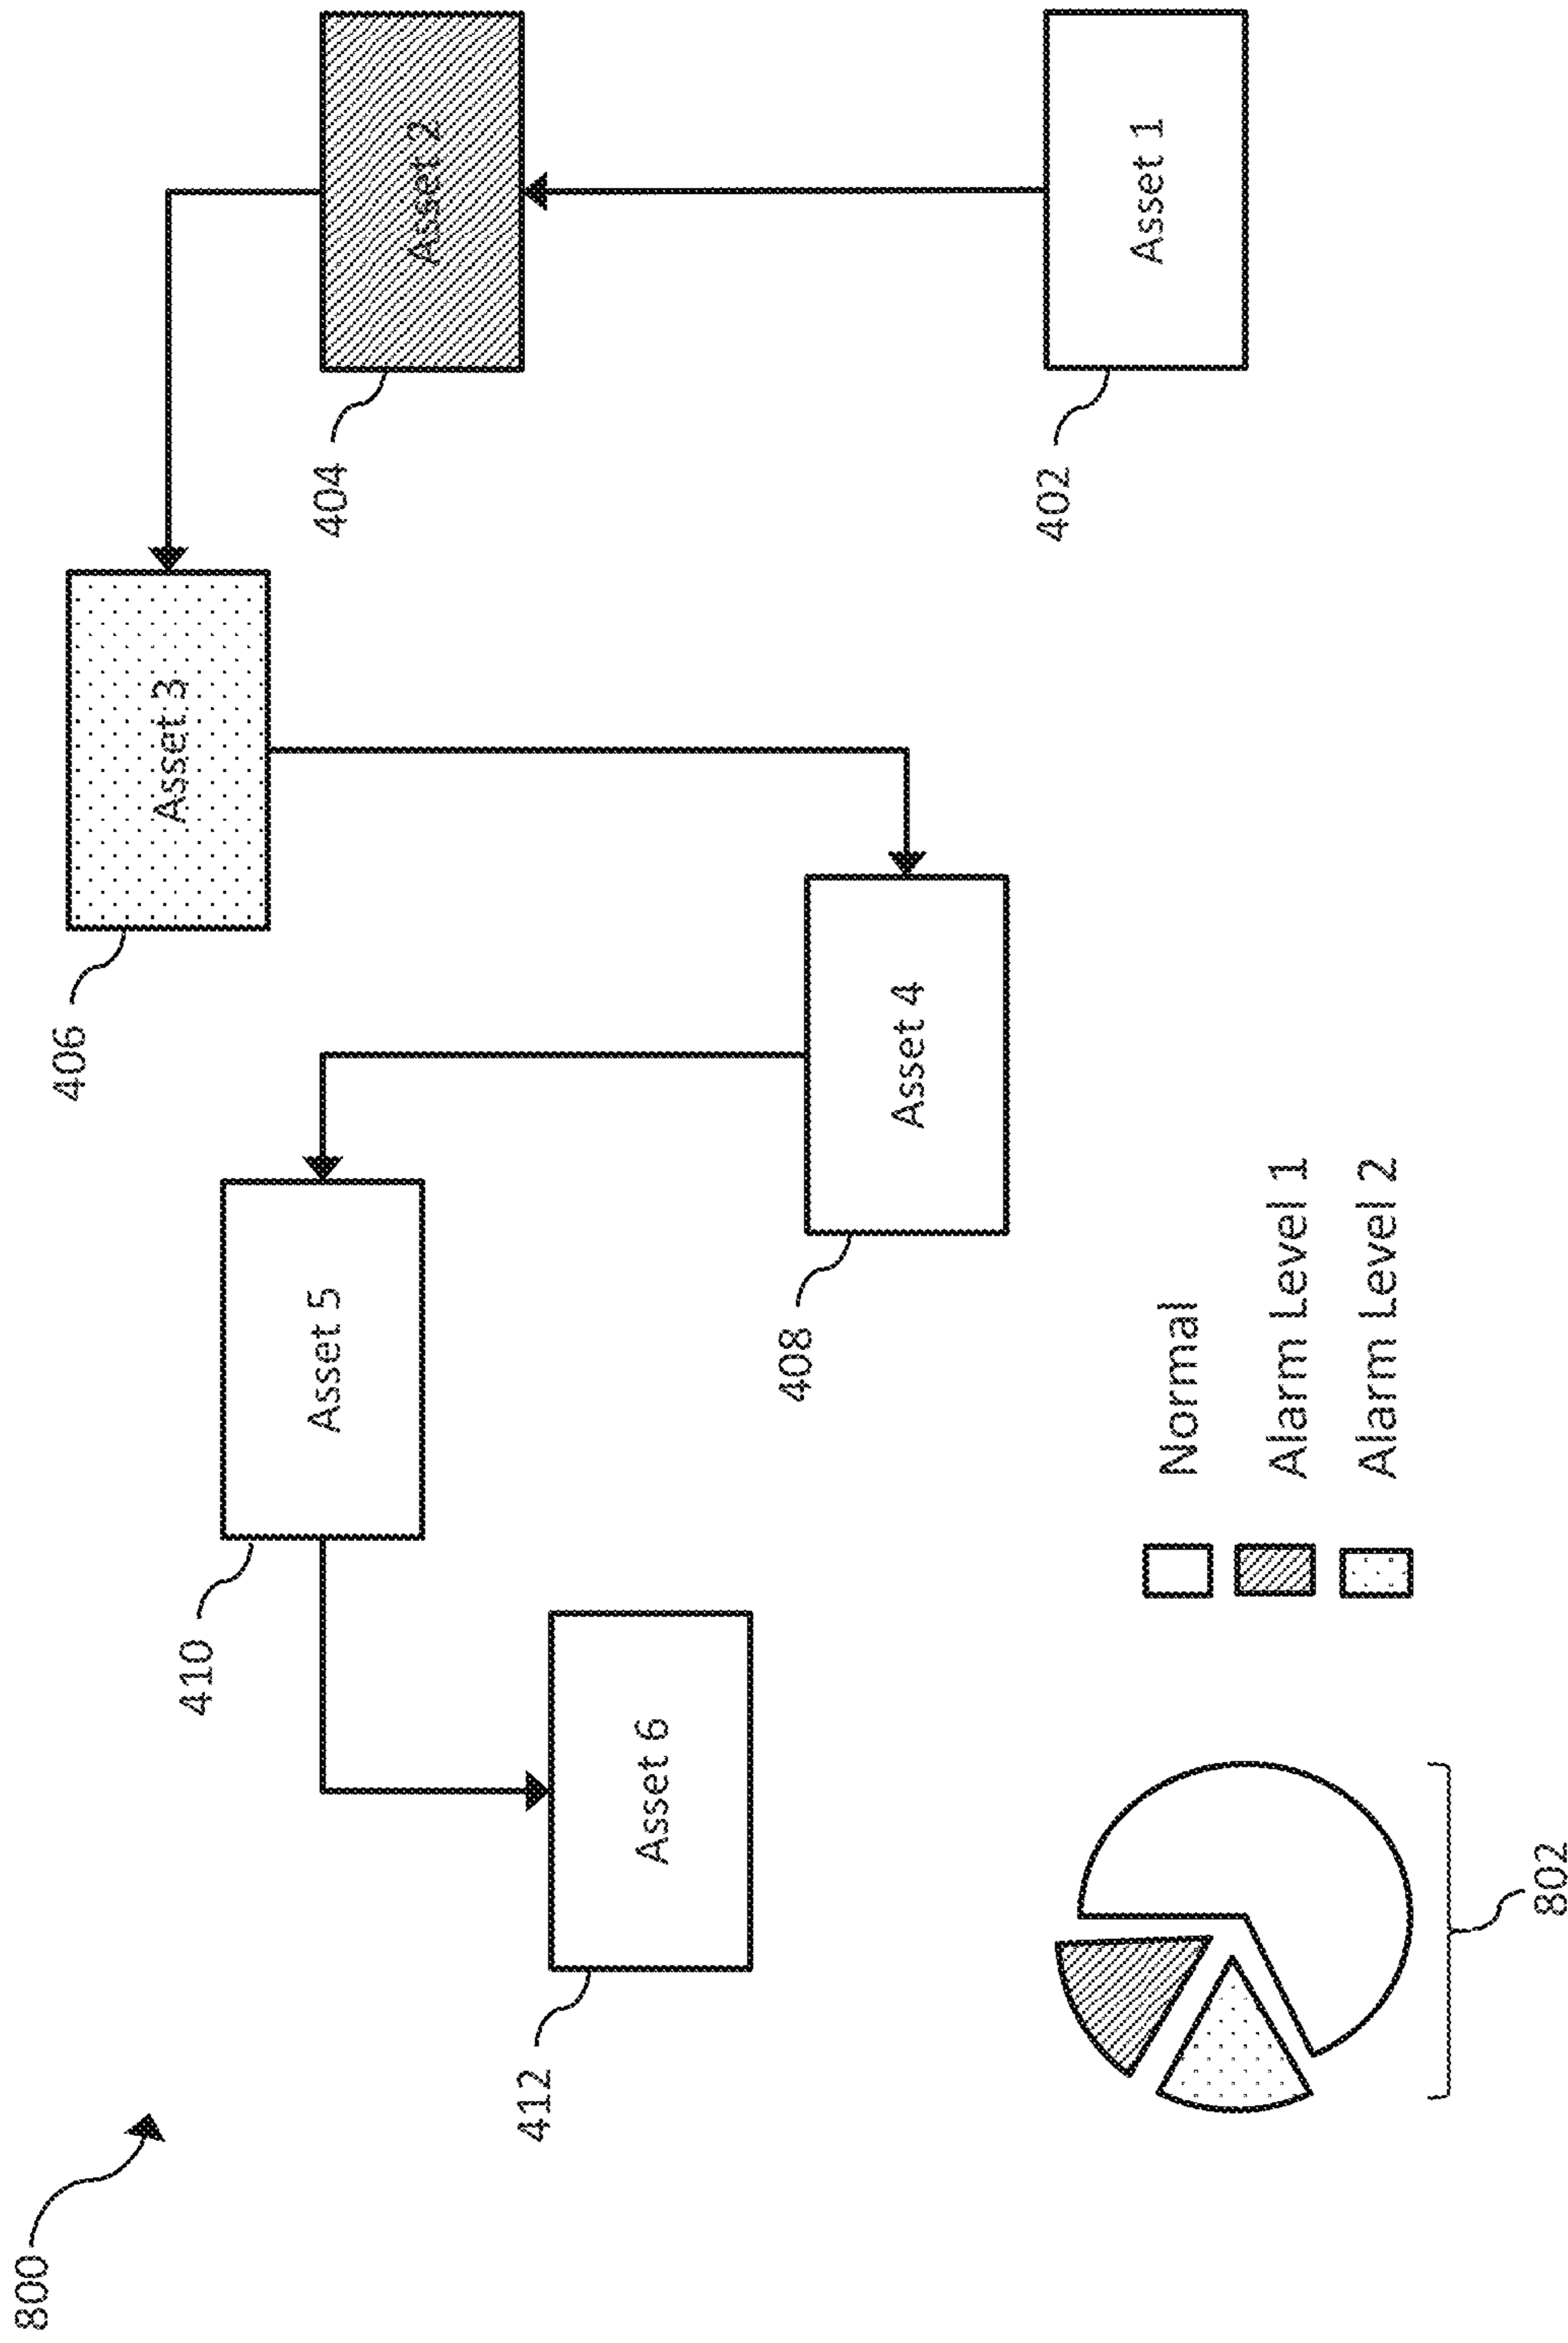 800
412
Asset 6
410
Asset 5
408
Asset 4
406
Asset 3
404
Asset 2
402
Asset 1
802
Normal
Alarm Level 1
Alarm Level 2